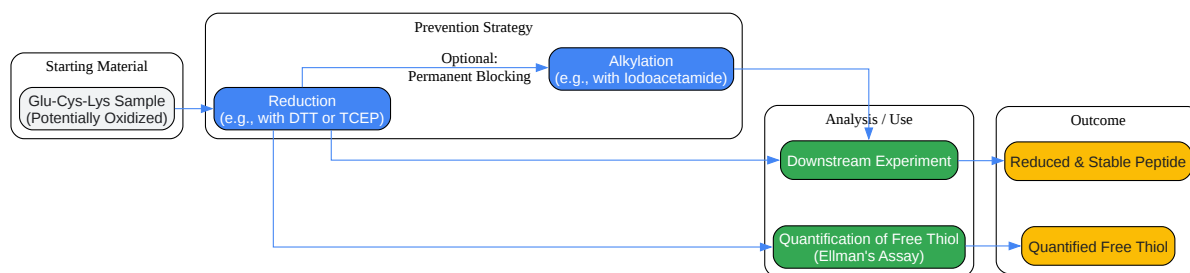 Starting Material
Glu-Cys-Lys Sample
(Potentially Oxidized)
Prevention Strategy
Reduction
(e.g., with DTT or TCEP)
Optional:
Permanent Blocking
Alkylation
(e.g., with Iodoacetamide)
Analysis / Use
Downstream Experiment
Quantification of Free Thiol
(Ellman's Assay)
Outcome
Reduced & Stable Peptide
Quantified Free Thiol